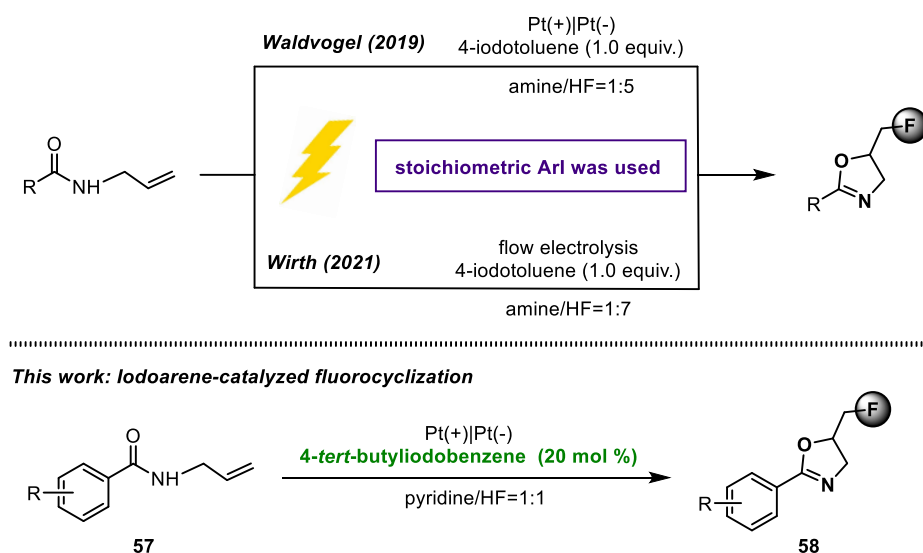 Waldvogel (2019)
Pt(+)|Pt(-)
4-iodotoluene (1.0 equiv.)
amine/HF=1:5
stoichiometric ArI was used
R
O
NH
F
O
N
R
Wirth (2021)
flow electrolysis
4-iodotoluene (1.0 equiv.)
amine/HF=1:7
This work: Iodoarene-catalyzed fluorocyclization
R
O
NH
57
Pt(+)|Pt(-)
4-tert-butyliodobenzene (20 mol %)
pyridine/HF=1:1
F
O
N
R
58